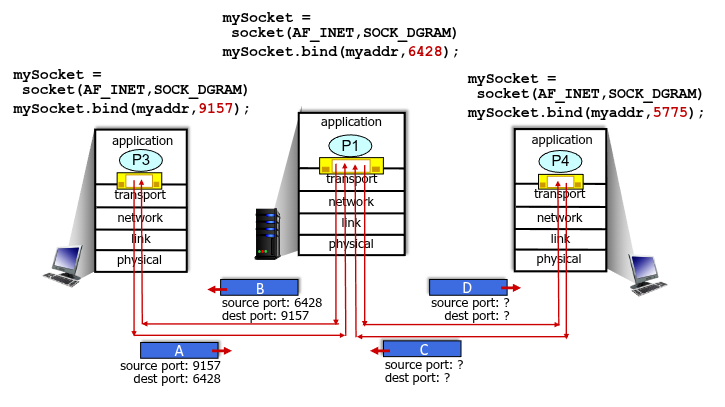 mySocket =
socket(AF_INET,SOCK_DGRAM)
mySocket.bind(myaddr,6428);
mySocket =
socket(AF_INET,SOCK_DGRAM)
mySocket.bind(myaddr,9157);
mySocket =
socket(AF_INET,SOCK_DGRAM)
mySocket.bind(myaddr,5775);
application
P3
transport
network
link
physical
application
P1
transport
network
link
physical
application
P4
transport
network
link
physical
B
source port: 6428
dest port: 9157
D
source port: ?
dest port: ?
A
source port: 9157
dest port: 6428
C
source port: ?
dest port: ?